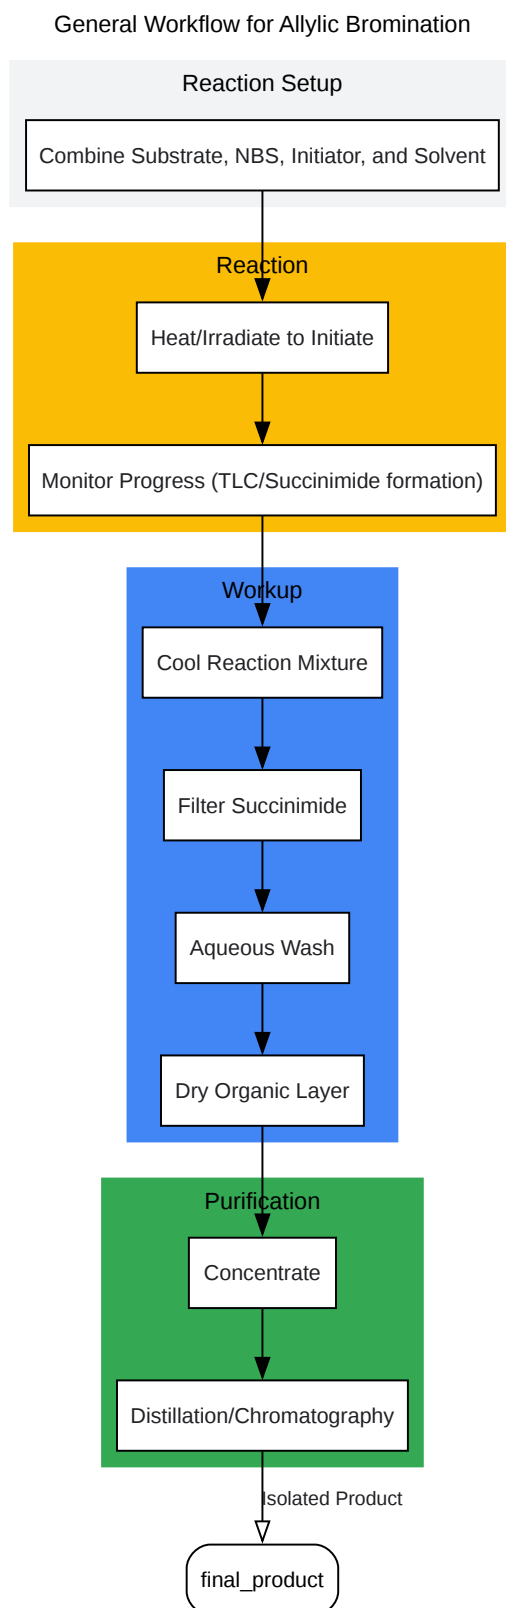 General Workflow for Allylic Bromination
Reaction Setup
Combine Substrate, NBS, Initiator, and Solvent
Reaction
Heat/Irradiate to Initiate
Monitor Progress (TLC/Succinimide formation)
Workup
Cool Reaction Mixture
Filter Succinimide
Aqueous Wash
Dry Organic Layer
Purification
Concentrate
Distillation/Chromatography
Isolated Product
final_product